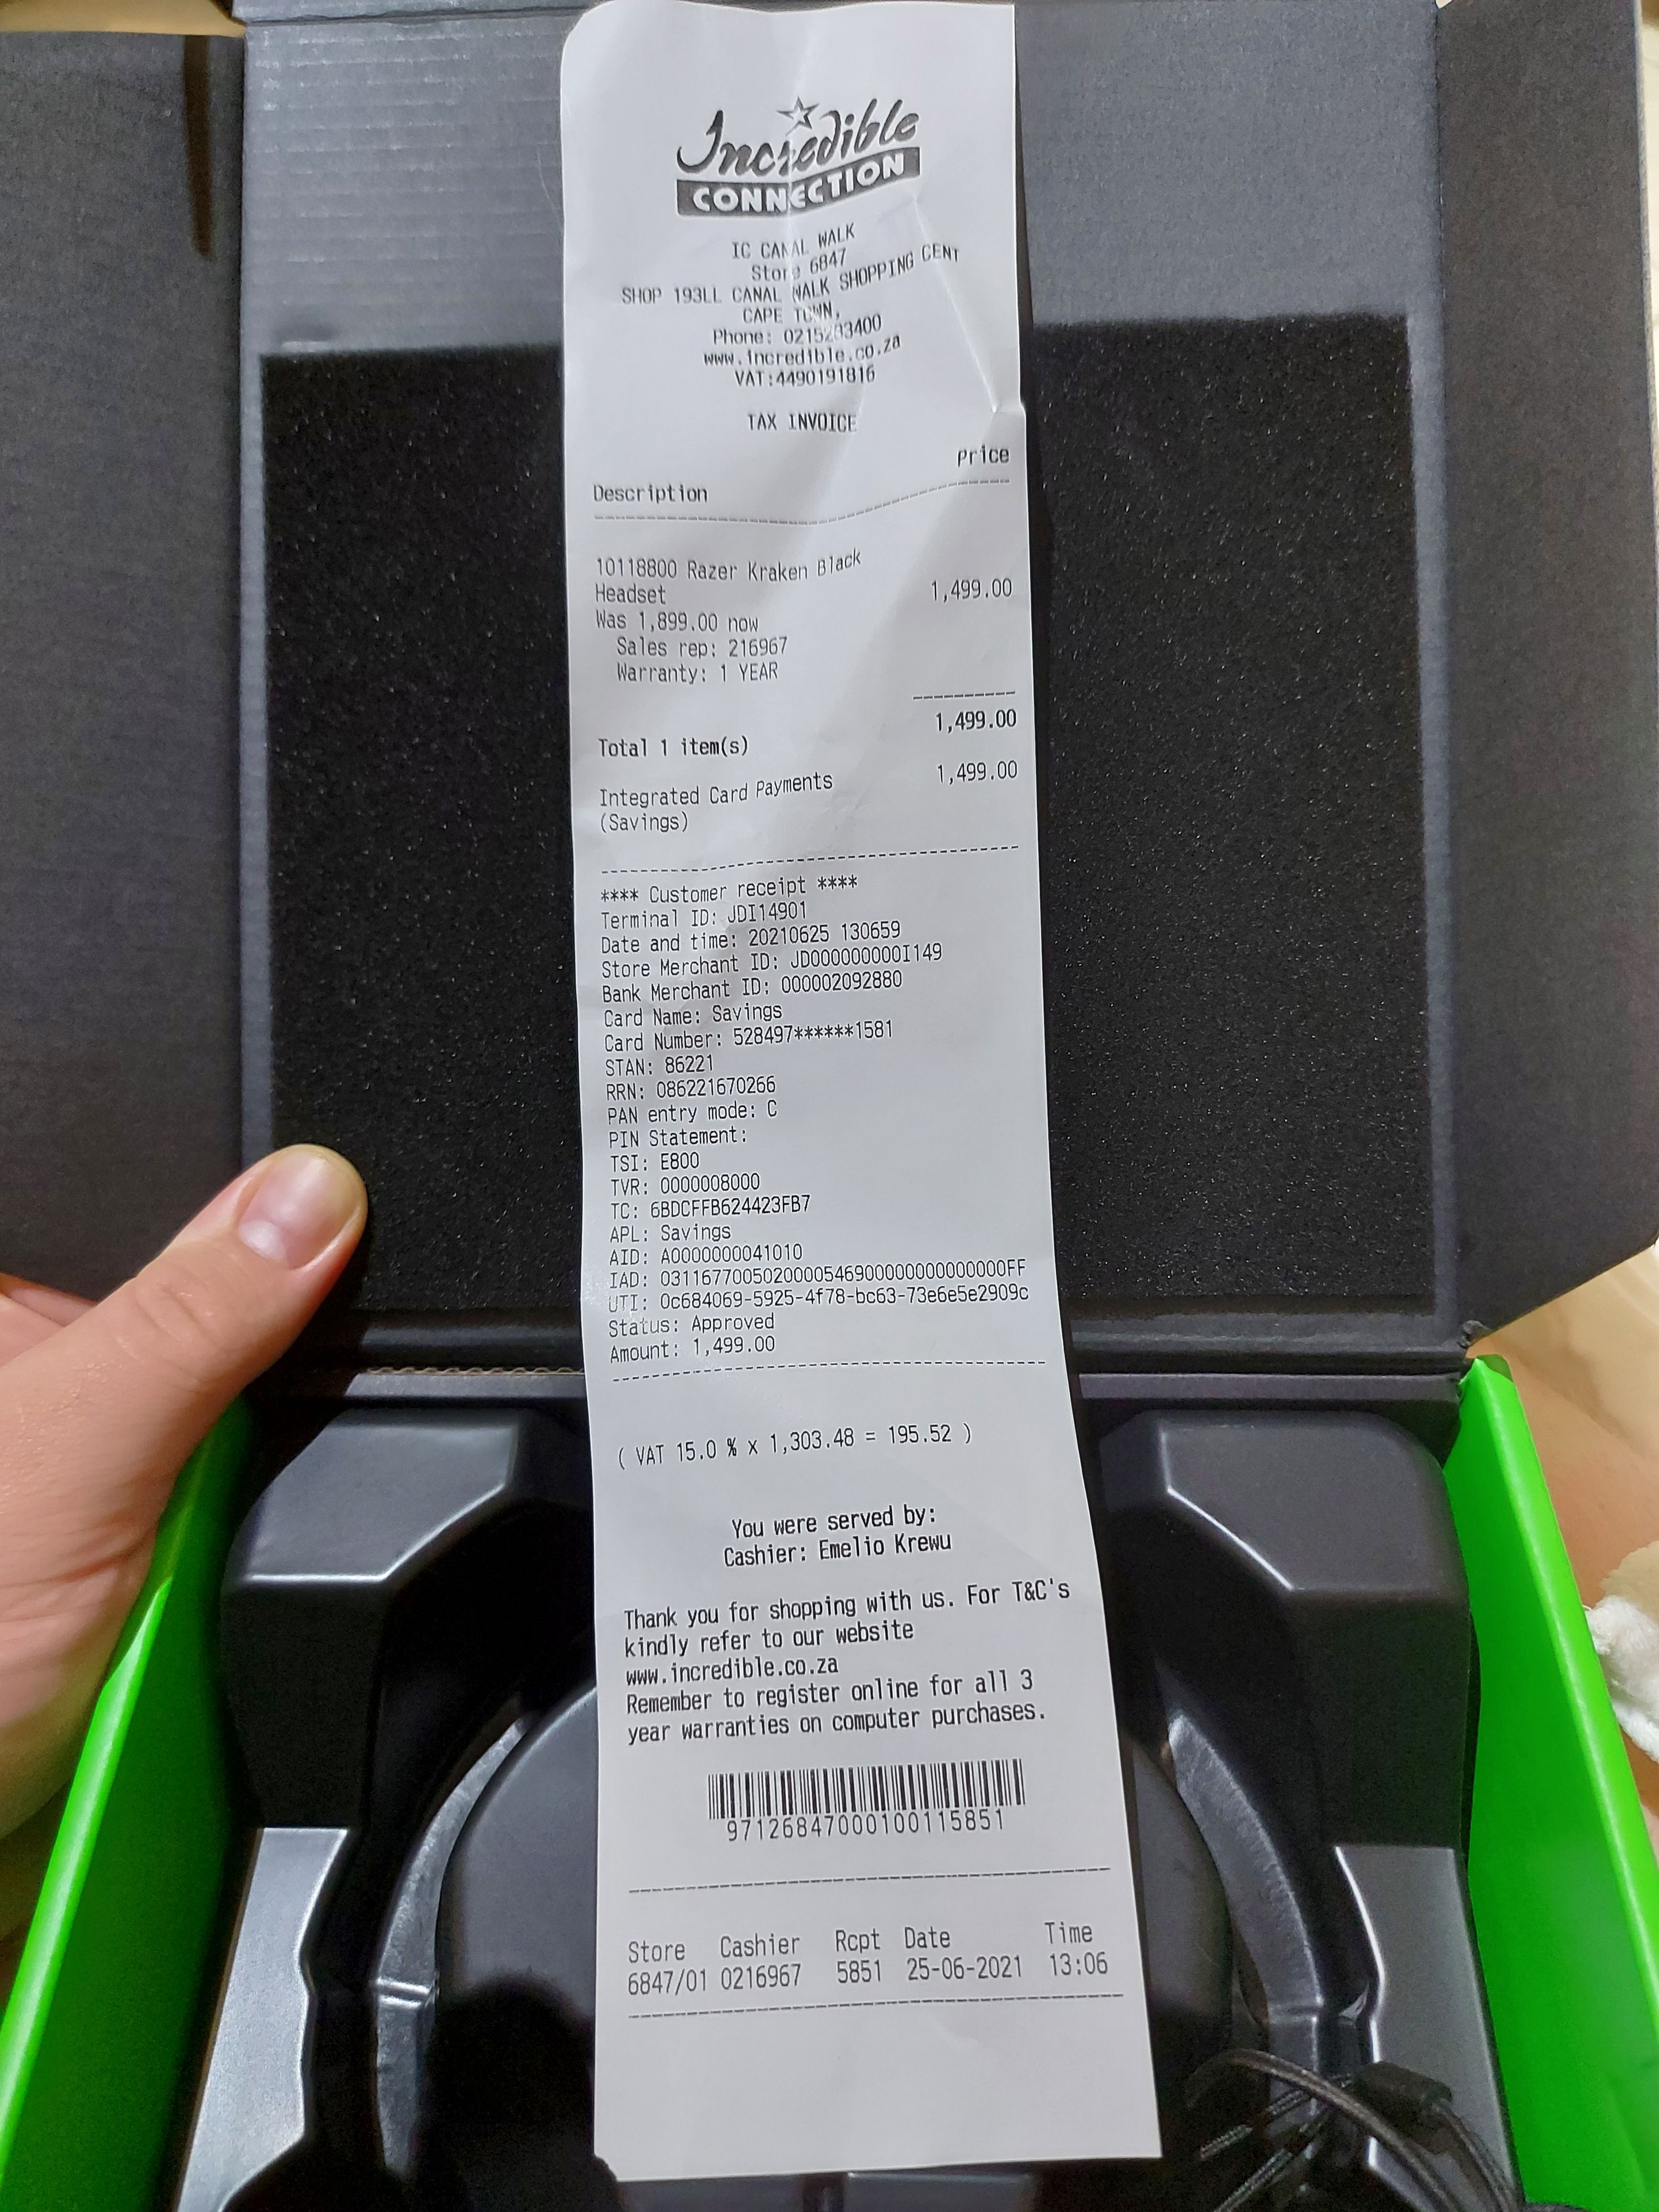 Incredible
CONNECTION
IC CANAL WALK
Store 6847
SHOP 193LL CANAL WALK SHOPPING CENT
CAPE TOWN,
Phone: 0215283400
www.incredible.co.za
VAT:4490191816
TAX INVOICE
Price
Description
10118800 Razer Kraken Black
Headset 1,499.00
Was 1,899.00 now
Sales rep: 216967
Warranty: 1 YEAR
1,499.00
Total 1 item(s)
Integrated Card Payments 1,499.00
(Savings)
**** Customer receipt ****
Terminal ID: JDI14901
Date and time: 20210625 130659
Store Merchant ID: JD000000000I149
Bank Merchant ID: 000002092880
Card Name: Savings
Card Number: 528497******1581
STAN: 86221
RRN: 086221670266
PAN entry mode: C
PIN Statement:
TSI: E800
TVR: 0000008000
TC: 6BDCFFB624423FB7
APL: Savings
AID: A0000000041010
IAD: 0311677005020000546900000000000000FF
UTI: 0c684069-5925-4f78-bc63-73e6e5e2909c
Status: Approved
Amount: 1,499.00
( VAT 15.0 % x 1,303.48 = 195.52 )
You were served by:
Cashier: Emelio Krewu
Thank you for shopping with us. For T&C's
kindly refer to our website
www.incredible.co.za
Remember to register online for all 3
year warranties on computer purchases.
97126847000100115851
Store Cashier Rcpt Date Time
6847/01 0216967 5851 25-06-2021 13:06